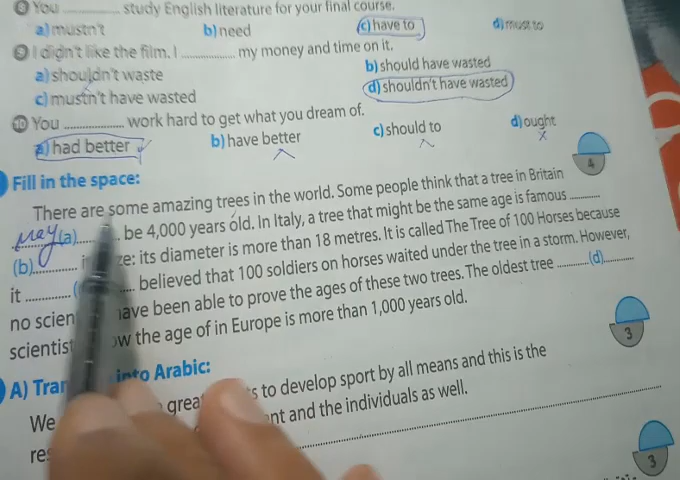 8 You .............. study English literature for your final course.
a) mustn't b) need c) have to d) must to
9 I didn't like the film. I .............. my money and time on it.
a) shouldn't waste b) should have wasted
c) mustn't have wasted d) shouldn't have wasted
10 You .............. work hard to get what you dream of.
a) had better b) have better c) should to d) ought
4
Fill in the space:
There are some amazing trees in the world. Some people think that a tree in Britain
may (a) ........ be 4,000 years old. In Italy, a tree that might be the same age is famous ..........
(b) .......... its diameter is more than 18 metres. It is called The Tree of 100 Horses because
it .......... believed that 100 soldiers on horses waited under the tree in a storm. However,
no have been able to prove the ages of these two trees. The oldest tree ..........(d)..........
the age of in Europe is more than 1,000 years old.
3
A) into Arabic:
We to develop sport by all means and this is the
and the individuals as well.
3